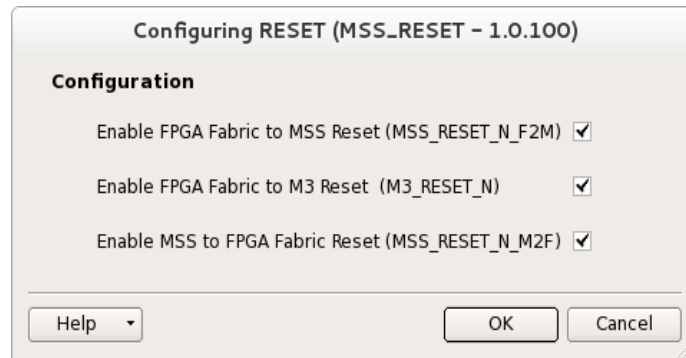 Configuring RESET (MSS_RESET - 1.0.100)
Configuration
Enable FPGA Fabric to MSS Reset (MSS_RESET_N_F2M)
Enable FPGA Fabric to M3 Reset (M3_RESET_N)
Enable MSS to FPGA Fabric Reset (MSS_RESET_N_M2F)
Help OK Cancel